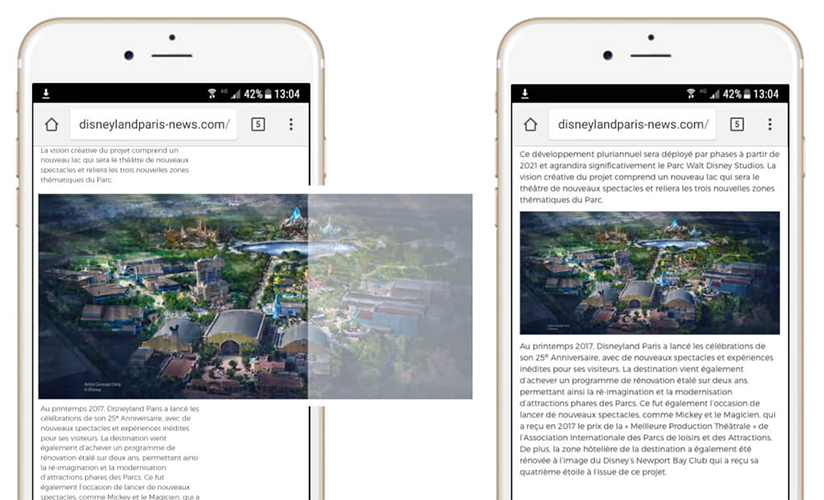 4G 42% 13:04
disneylandparis-news.com/ 5
La vision créative du projet comprend un
nouveau lac qui sera le théâtre de nouveaux
spectacles et reliera les trois nouvelles zones
thématiques du Parc.
Artist Concept Only
© Disney
Au printemps 2017, Disneyland Paris a lancé les
célébrations de son 25e Anniversaire, avec de
nouveaux spectacles et expériences inédites
pour ses visiteurs. La destination vient
également d'achever un programme de
rénovation étalé sur deux ans, permettant ainsi
la ré-imagination et la modernisation
d'attractions phares des Parcs. Ce fut
également l'occasion de lancer de nouveaux
spectacles, comme Mickey et le Magicien, qui a
4G 42% 13:04
disneylandparis-news.com/ 5
Ce développement pluriannuel sera déployé par phases à partir de
2021 et agrandira significativement le Parc Walt Disney Studios. La
vision créative du projet comprend un nouveau lac qui sera le
théâtre de nouveaux spectacles et reliera les trois nouvelles zones
thématiques du Parc.
Au printemps 2017, Disneyland Paris a lancé les célébrations de
son 25e Anniversaire, avec de nouveaux spectacles et expériences
inédites pour ses visiteurs. La destination vient également
d'achever un programme de rénovation étalé sur deux ans,
permettant ainsi la ré-imagination et la modernisation
d'attractions phares des Parcs. Ce fut également l'occasion de
lancer de nouveaux spectacles, comme Mickey et le Magicien, qui
a reçu en 2017 le prix de la « Meilleure Production Théâtrale » de
l'Association Internationale des Parcs de loisirs et des Attractions.
De plus, la zone hôtelière de la destination a également été
rénovée à l'image du Disney's Newport Bay Club qui a reçu sa
quatrième étoile à l'issue de ce projet.